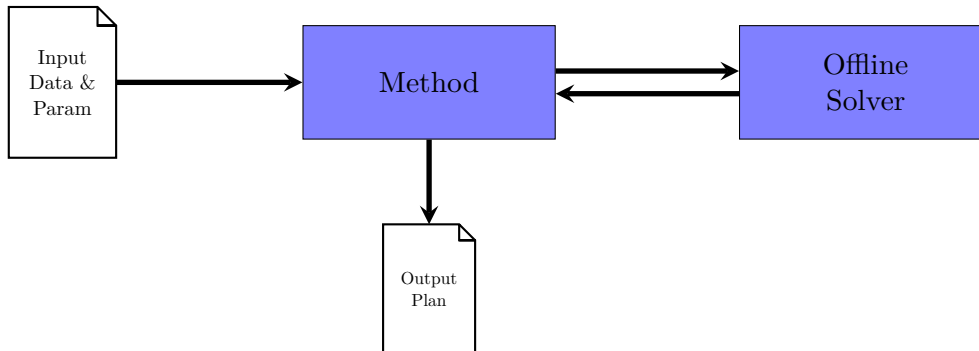 Input
Data &
Param
Method
Offline
Solver
Output
Plan